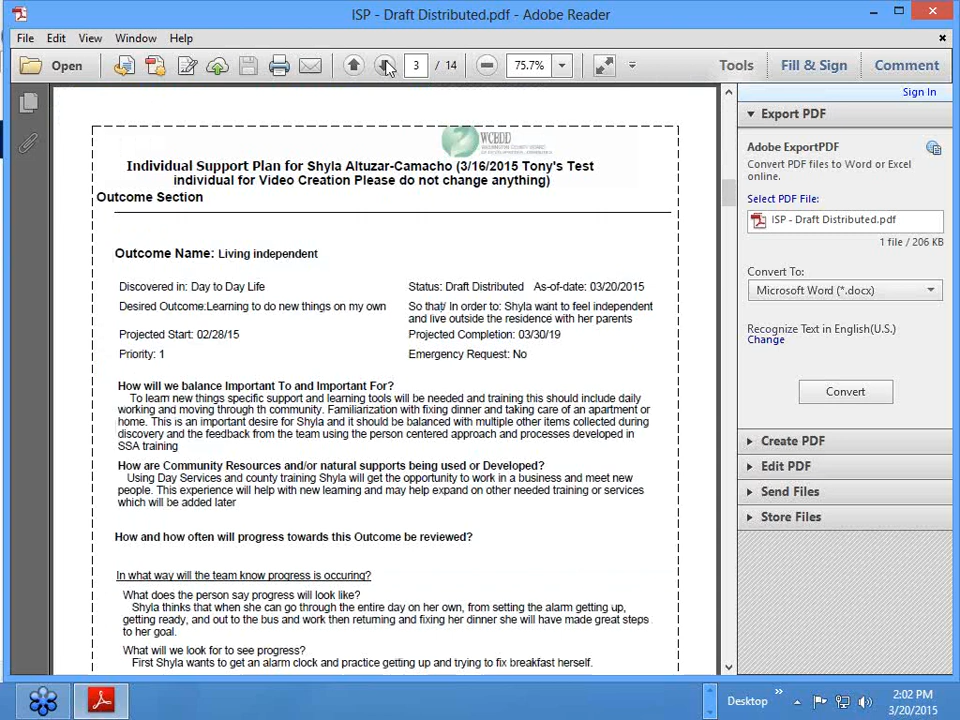 ISP - Draft Distributed.pdf - Adobe Reader
File Edit View Window Help
Open 3 / 14 75.7% Tools Fill & Sign Comment
Sign In
WCBDD
Individual Support Plan for Shyla Altuzar-Camacho (3/16/2015 Tony's Test
individual for Video Creation Please do not change anything)
Outcome Section
Outcome Name: Living independent
Discovered in: Day to Day Life
Status: Draft Distributed As-of-date: 03/20/2015
Desired Outcome:Learning to do new things on my own
So that/ In order to: Shyla want to feel independent
and live outside the residence with her parents
Projected Start: 02/28/15
Projected Completion: 03/30/19
Priority: 1
Emergency Request: No
How will we balance Important To and Important For?
To learn new things specific support and learning tools will be needed and training this should include daily
working and moving through th community. Familiarization with fixing dinner and taking care of an apartment or
home. This is an important desire for Shyla and it should be balanced with multiple other items collected during
discovery and the feedback from the team using the person centered approach and processes developed in
SSA training
How are Community Resources and/or natural supports being used or Developed?
Using Day Services and county training Shyla will get the opportunity to work in a business and meet new
people. This experience will help with new learning and may help expand on other needed training or services
which will be added later
How and how often will progress towards this Outcome be reviewed?
In what way will the team know progress is occuring?
What does the person say progress will look like?
Shyla thinks that when she can go through the entire day on her own, from setting the alarm getting up,
getting ready, and out to the bus and work then returning and fixing her dinner she will have made great steps
to her goal.
What will we look for to see progress?
First Shyla wants to get an alarm clock and practice getting up and trying to fix breakfast herself.
Export PDF
Adobe ExportPDF
Convert PDF files to Word or Excel
online.
Select PDF File:
ISP - Draft Distributed.pdf
1 file / 206 KB
Convert To:
Microsoft Word (*.docx)
Recognize Text in English(U.S.)
Change
Convert
Create PDF
Edit PDF
Send Files
Store Files
Desktop
2:02 PM
3/20/2015